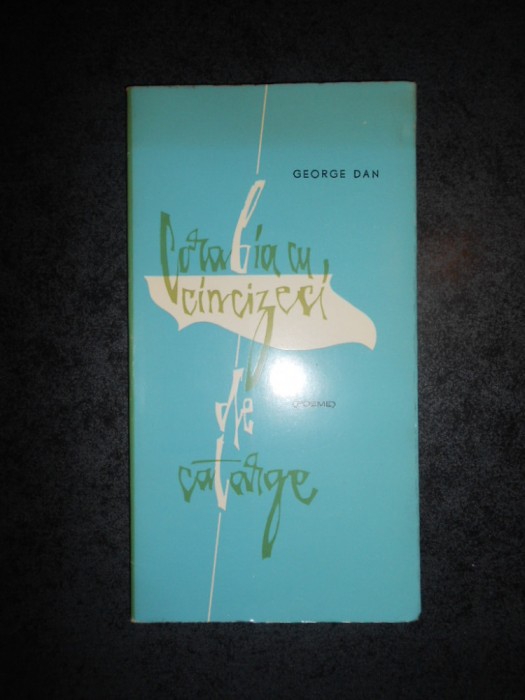 GEORGE DAN
Corabia cu
cincizeci
de
catarge
(POEME)